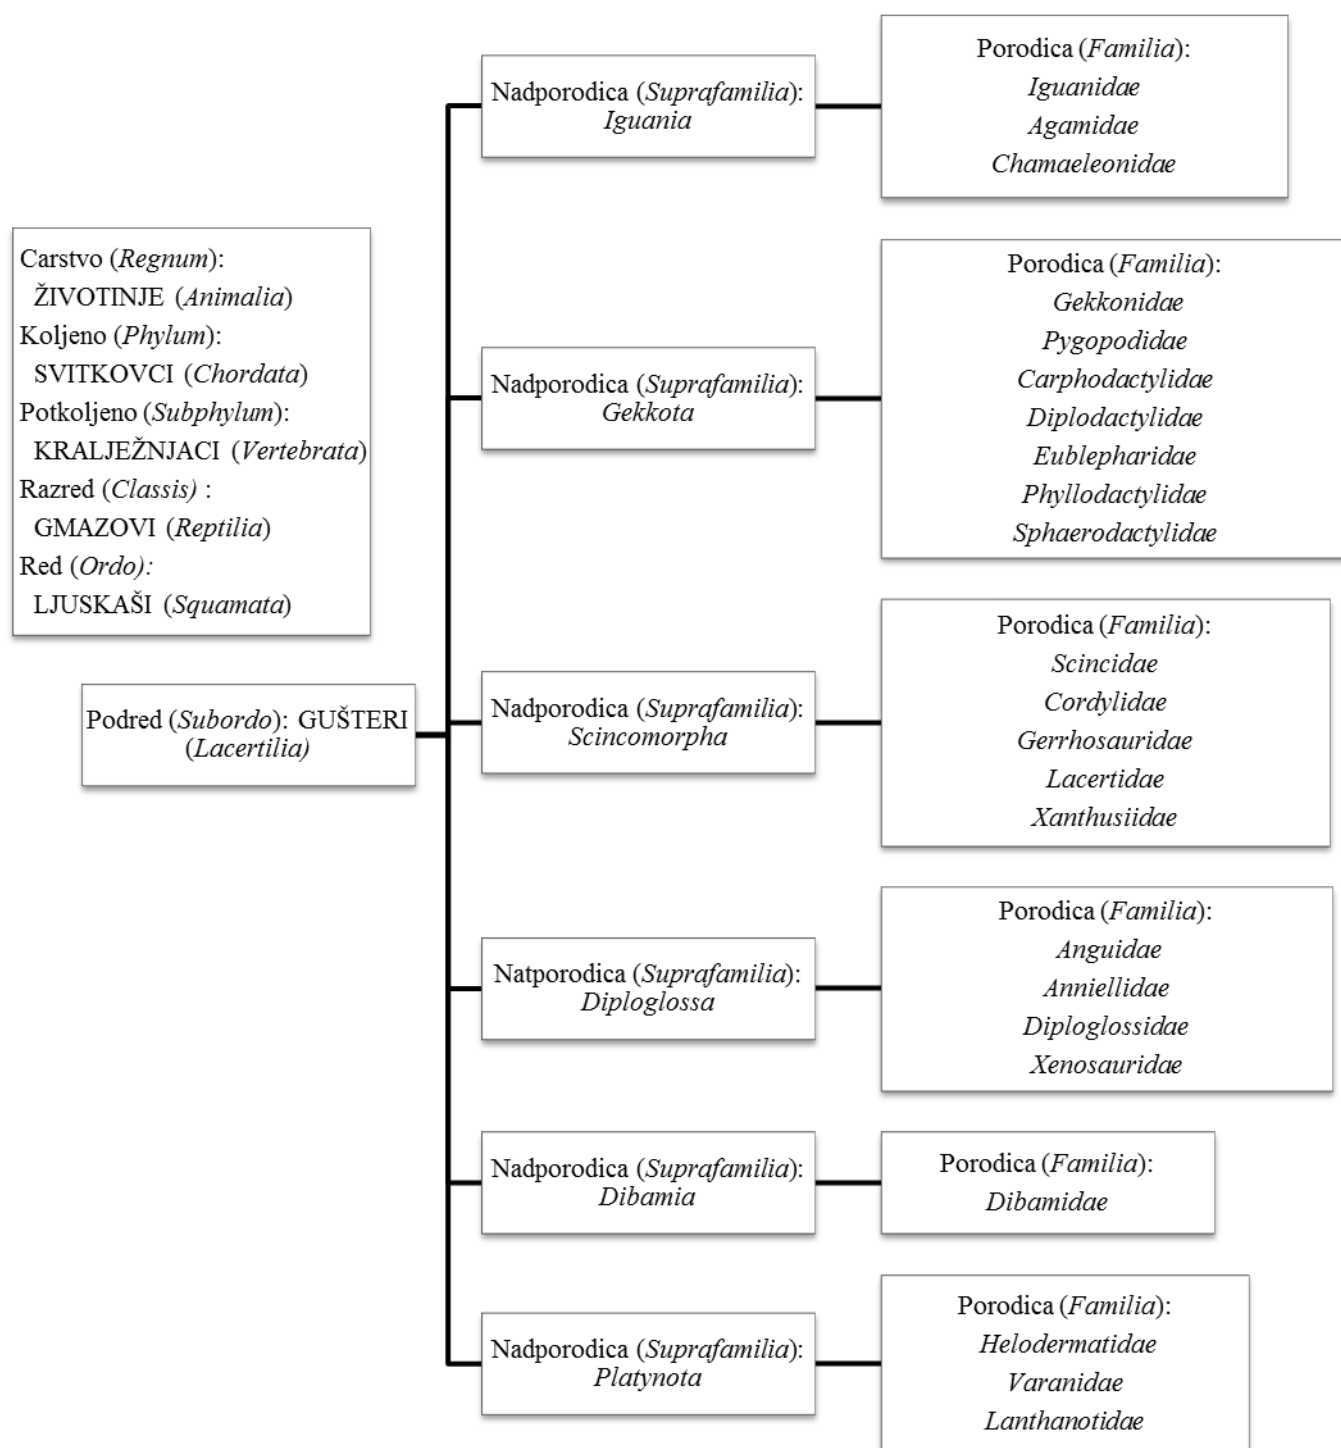 Carstvo (Regnum):
ŽIVOTINJE (Animalia)
Koljeno (Phylum):
SVITKOVCI (Chordata)
Potkoljeno (Subphylum):
KRALJEŽNJACI (Vertebrata)
Razred (Classis) :
GMAZOVI (Reptilia)
Red (Ordo):
LJUSKAŠI (Squamata)
Podred (Subordo): GUŠTERI
(Lacertilia)
Nadporodica (Suprafamilia):
Iguania
Porodica (Familia):
Iguanidae
Agamidae
Chamaeleonidae
Nadporodica (Suprafamilia):
Gekkota
Porodica (Familia):
Gekkonidae
Pygopodidae
Carphodactylidae
Diplodactylidae
Eublepharidae
Phyllodactylidae
Sphaerodactylidae
Nadporodica (Suprafamilia):
Scincomorpha
Porodica (Familia):
Scincidae
Cordylidae
Gerrhosauridae
Lacertidae
Xanthusiidae
Natporodica (Suprafamilia):
Diploglossa
Porodica (Familia):
Anguidae
Anniellidae
Diploglossidae
Xenosauridae
Nadporodica (Suprafamilia):
Dibamia
Porodica (Familia):
Dibamidae
Nadporodica (Suprafamilia):
Platynota
Porodica (Familia):
Helodermatidae
Varanidae
Lanthanotidae